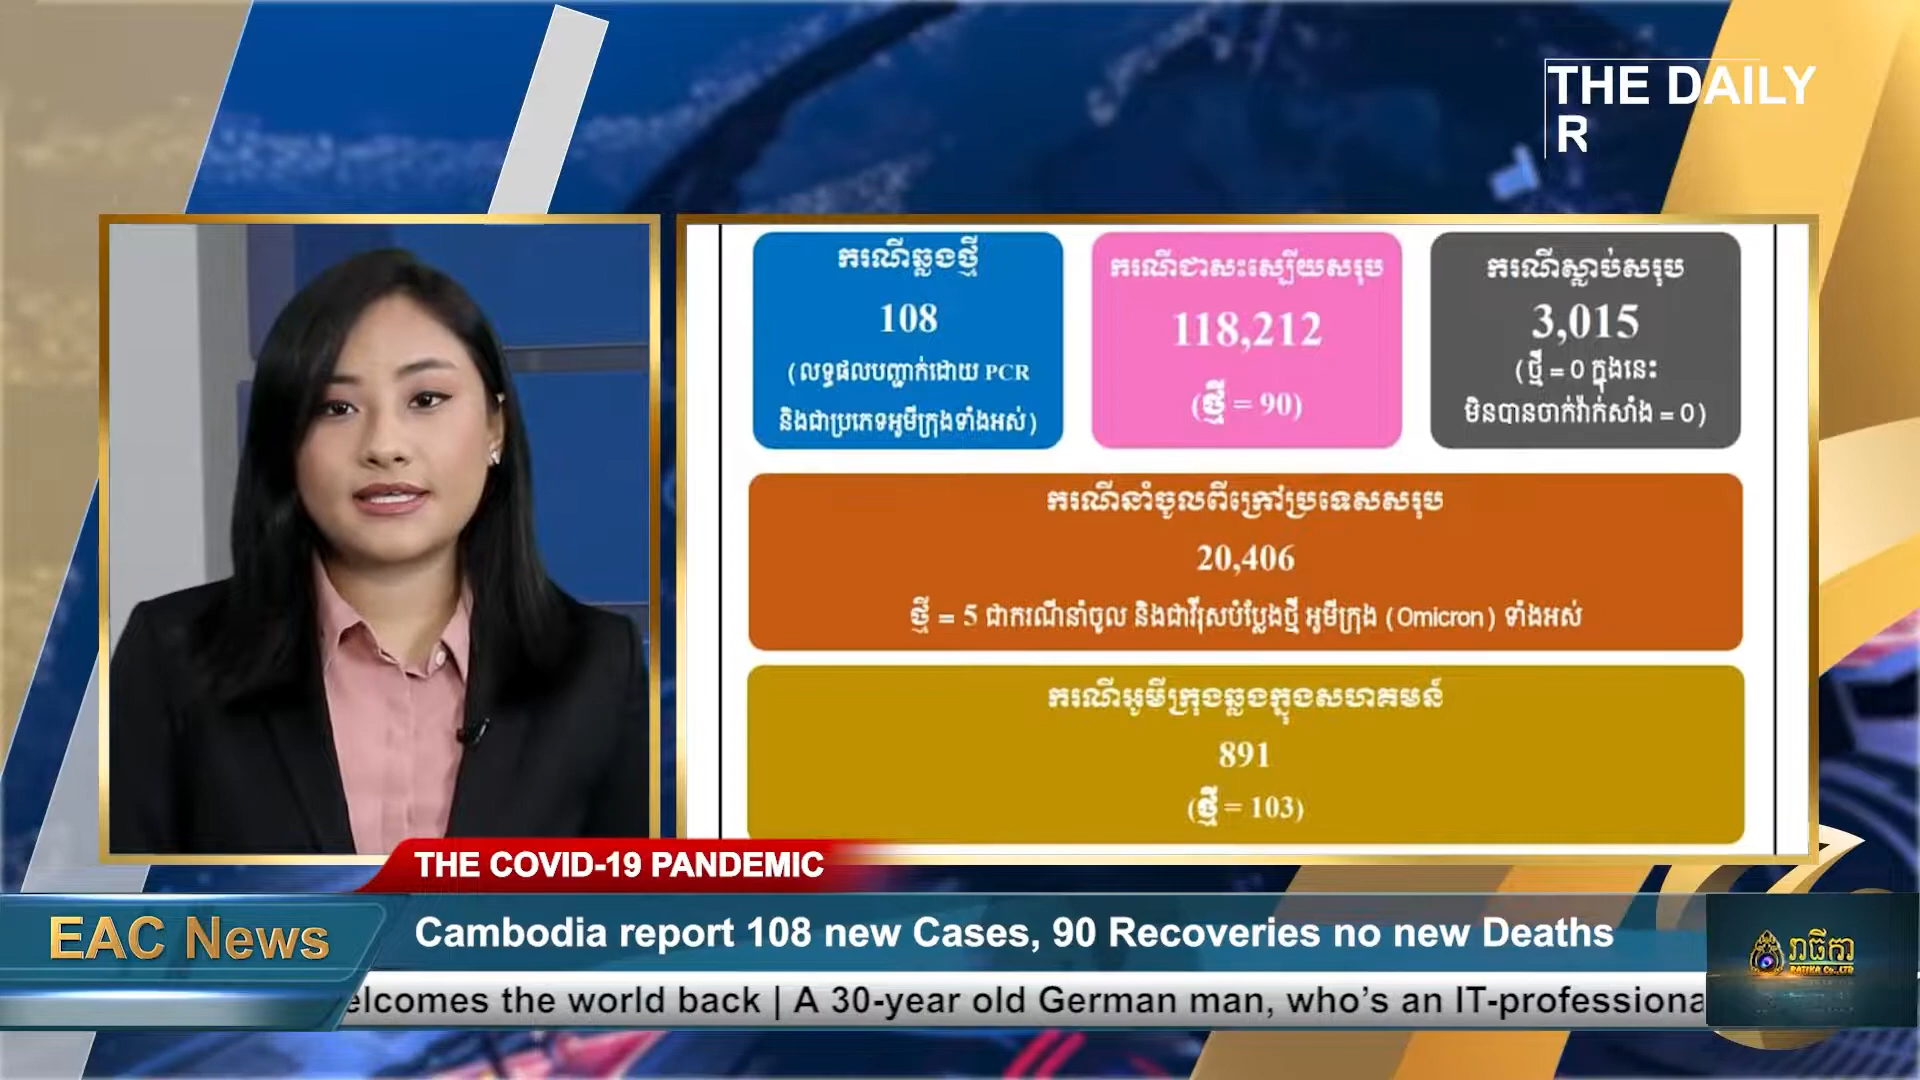 THE DAILY
R
ករណីឆ្លងថ្មី
108
(លទ្ធផលបញ្ជាក់ដោយ PCR
និងជាប្រភេទអូមីក្រុងទាំងអស់)
ករណីជាសះស្បើយសរុប
118,212
(ថ្មី = 90)
ករណីស្លាប់សរុប
3,015
(ថ្មី = 0 ក្នុងនេះ
មិនបានចាក់វ៉ាក់សាំង = 0)
ករណីនាំចូលពីក្រៅប្រទេសសរុប
20,406
ថ្មី = 5 ជាករណីនាំចូល និងជាវីរុសបំប្លែងថ្មី អូមីក្រុង (Omicron) ទាំងអស់
ករណីអូមីក្រុងឆ្លងក្នុងសហគមន៍
891
(ថ្មី = 103)
THE COVID-19 PANDEMIC
EAC News
Cambodia report 108 new Cases, 90 Recoveries no new Deaths
elcomes the world back | A 30-year old German man, who’s an IT-professiona
រាធីកា
RATIKA Co.,LTD